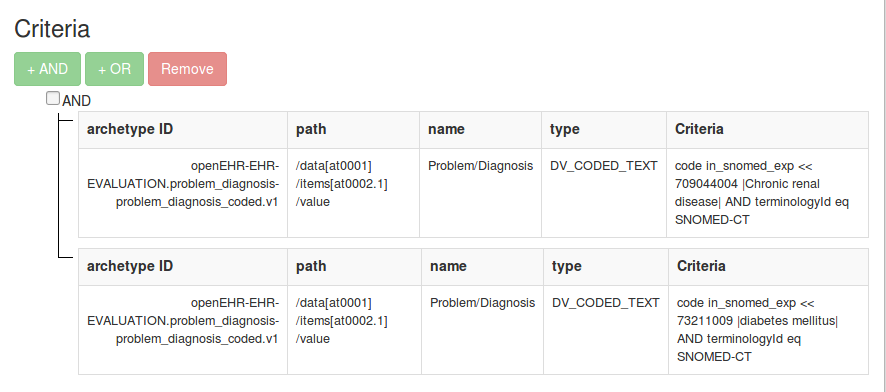 Criteria
+ AND + OR Remove
AND
archetype ID path name type Criteria
openEHR-EHR- /data[at0001] Problem/Diagnosis DV_CODED_TEXT code in_snomed_exp <<
EVALUATION.problem_diagnosis- /items[at0002.1] 709044004 |Chronic renal
problem_diagnosis_coded.v1 /value disease| AND terminologyId eq
SNOMED-CT
archetype ID path name type Criteria
openEHR-EHR- /data[at0001] Problem/Diagnosis DV_CODED_TEXT code in_snomed_exp <<
EVALUATION.problem_diagnosis- /items[at0002.1] 73211009 |diabetes mellitus|
problem_diagnosis_coded.v1 /value AND terminologyId eq
SNOMED-CT